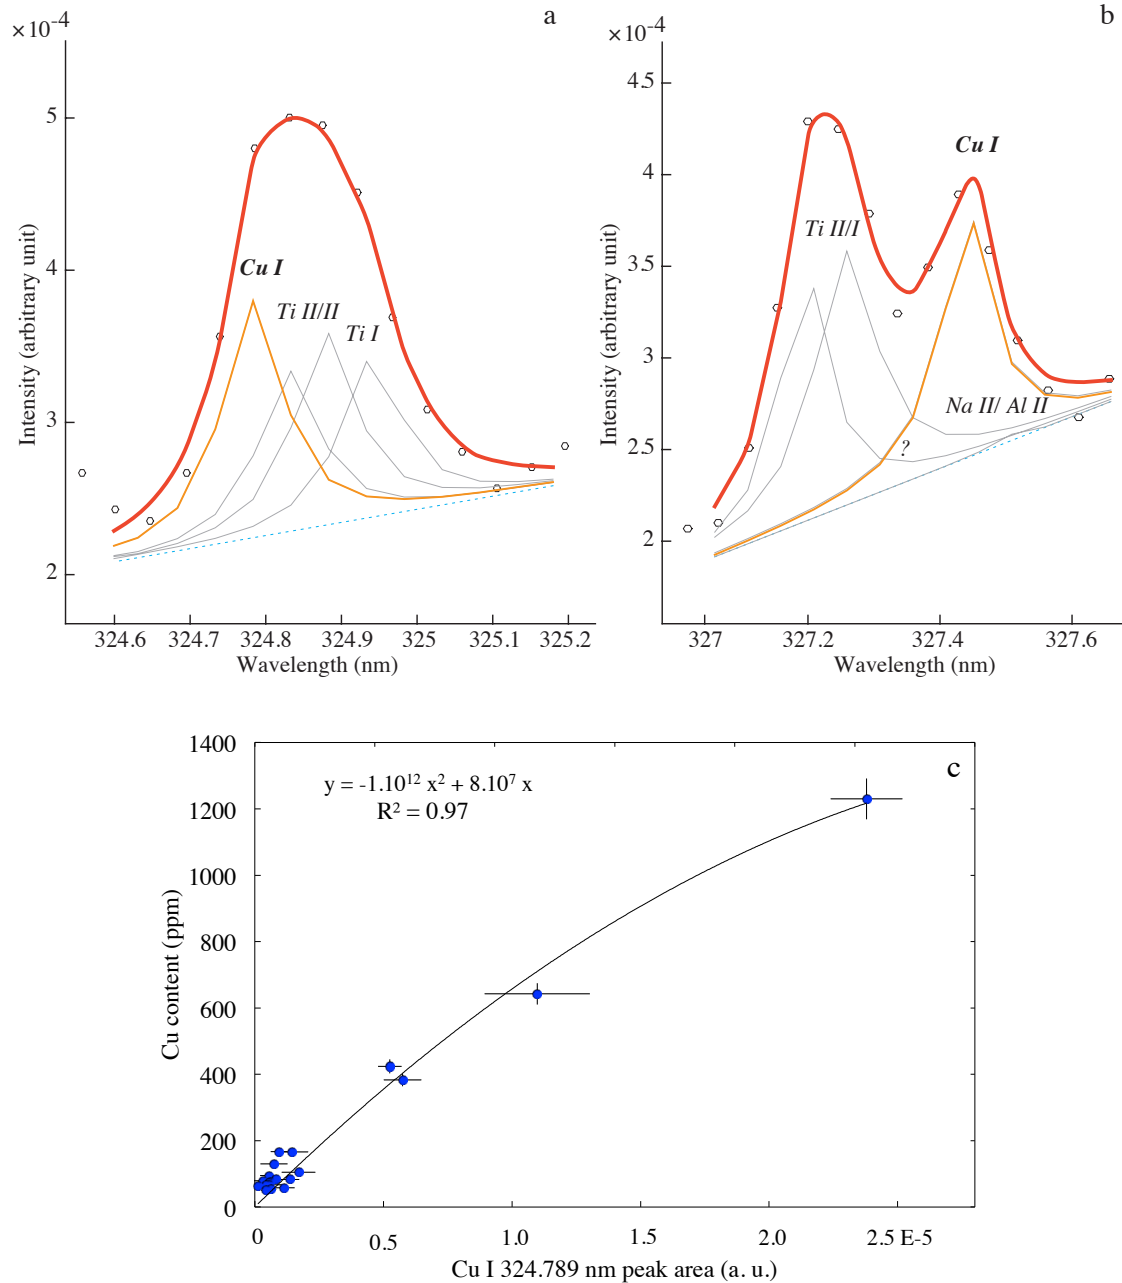 a
×10-4
5
4
3
2
Intensity (arbitrary unit)
Cu I
Ti II/II
Ti I
324.6 324.7 324.8 324.9 325 325.1 325.2
Wavelength (nm)
b
×10-4
4.5
4
3.5
3
2.5
2
Intensity (arbitrary unit)
Cu I
Ti II/I
Na II/ Al II
?
327 327.2 327.4 327.6
Wavelength (nm)
c
1400
1200
1000
800
600
400
200
0
Cu content (ppm)
y = -1.10¹² x² + 8.10⁷ x
R² = 0.97
0 0.5 1.0 1.5 2.0 2.5 E-5
Cu I 324.789 nm peak area (a. u.)